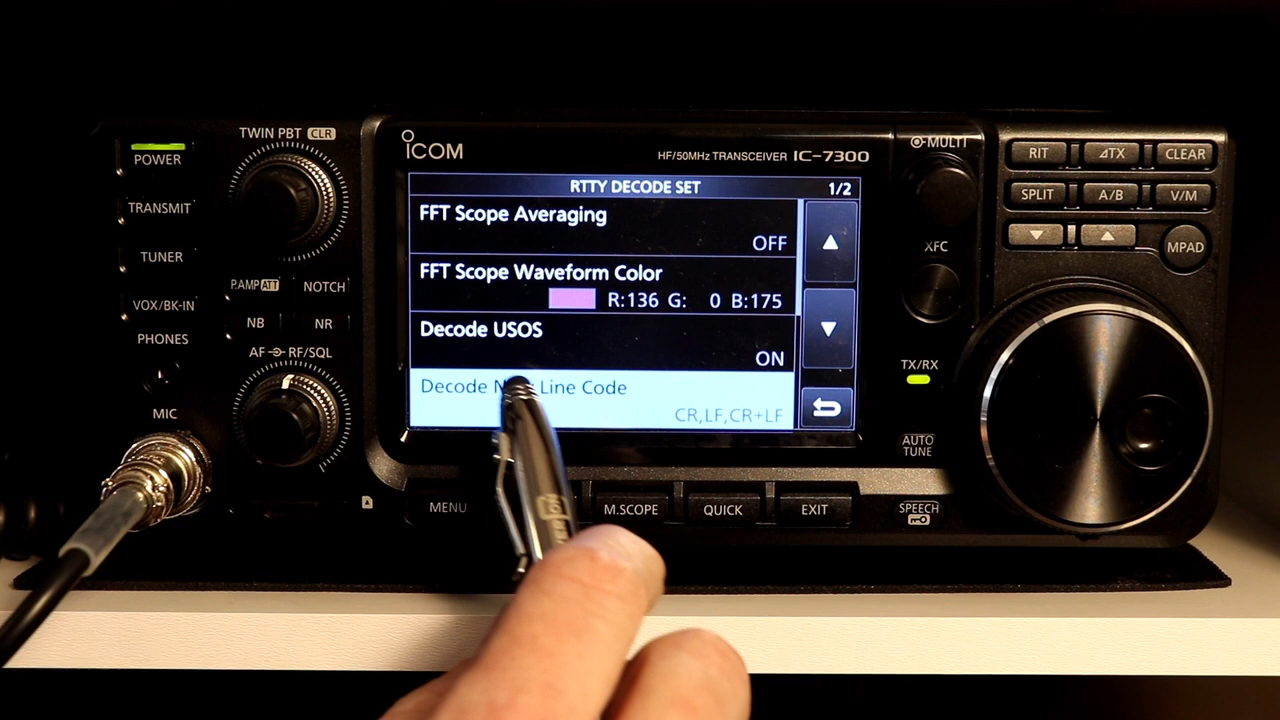 POWER
TRANSMIT
TUNER
VOX/BK-IN
PHONES
MIC
TWIN PBT CLR
P.AMP ATT NOTCH
NB NR
AF RF/SQL
ICOM
HF/50MHz TRANSCEIVER IC-7300
RTTY DECODE SET 1/2
FFT Scope Averaging
OFF
FFT Scope Waveform Color
R:136 G: 0 B:175
Decode USOS
ON
Decode Line Code
CR,LF,CR+LF
MENU M.SCOPE QUICK EXIT
MULTI
XFC
TX/RX
AUTO
TUNE
SPEECH
RIT ⊿TX CLEAR
SPLIT A/B V/M
MPAD